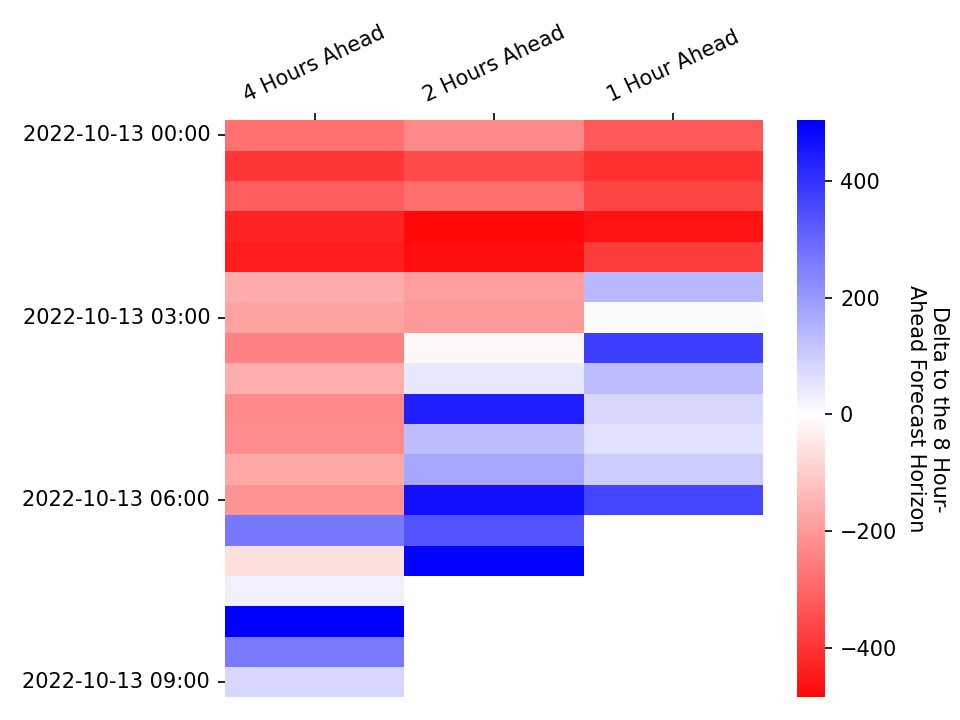 4 Hours Ahead
2 Hours Ahead
1 Hour Ahead
2022-10-13 00:00
2022-10-13 03:00
2022-10-13 06:00
2022-10-13 09:00
400
200
0
−200
−400
Delta to the 8 Hour-
Ahead Forecast Horizon